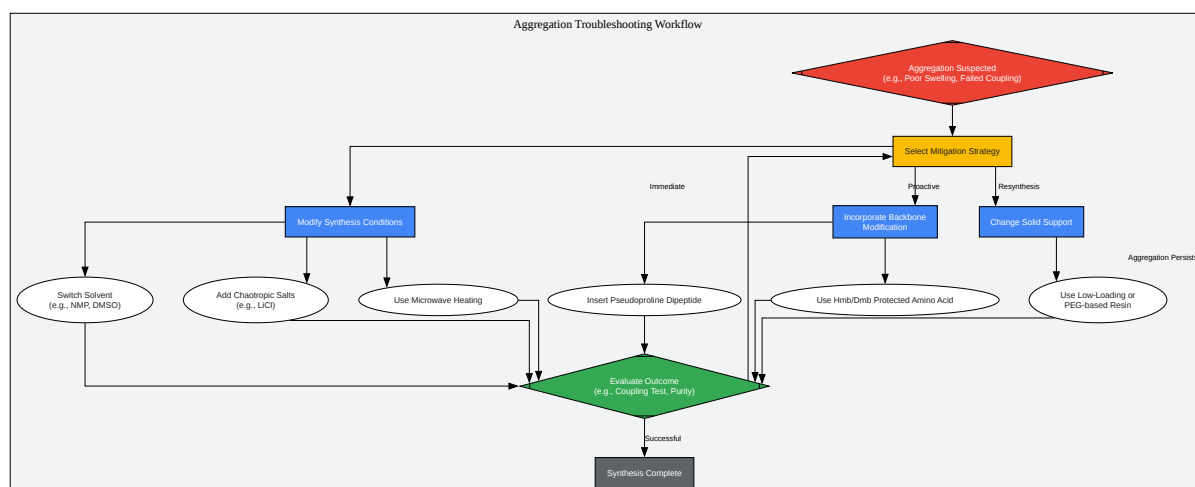 Aggregation Troubleshooting Workflow
Aggregation Suspected
(e.g., Poor Swelling, Failed Coupling)
Select Mitigation Strategy
Immediate
Proactive
Resynthesis
Modify Synthesis Conditions
Incorporate Backbone
Modification
Change Solid Support
Aggregation Persists
Switch Solvent
(e.g., NMP, DMSO)
Add Chaotropic Salts
(e.g., LiCl)
Use Microwave Heating
Insert Pseudoproline Dipeptide
Use Hmb/Dmb Protected Amino Acid
Use Low-Loading or
PEG-based Resin
Evaluate Outcome
(e.g., Coupling Test, Purity)
Successful
Synthesis Complete